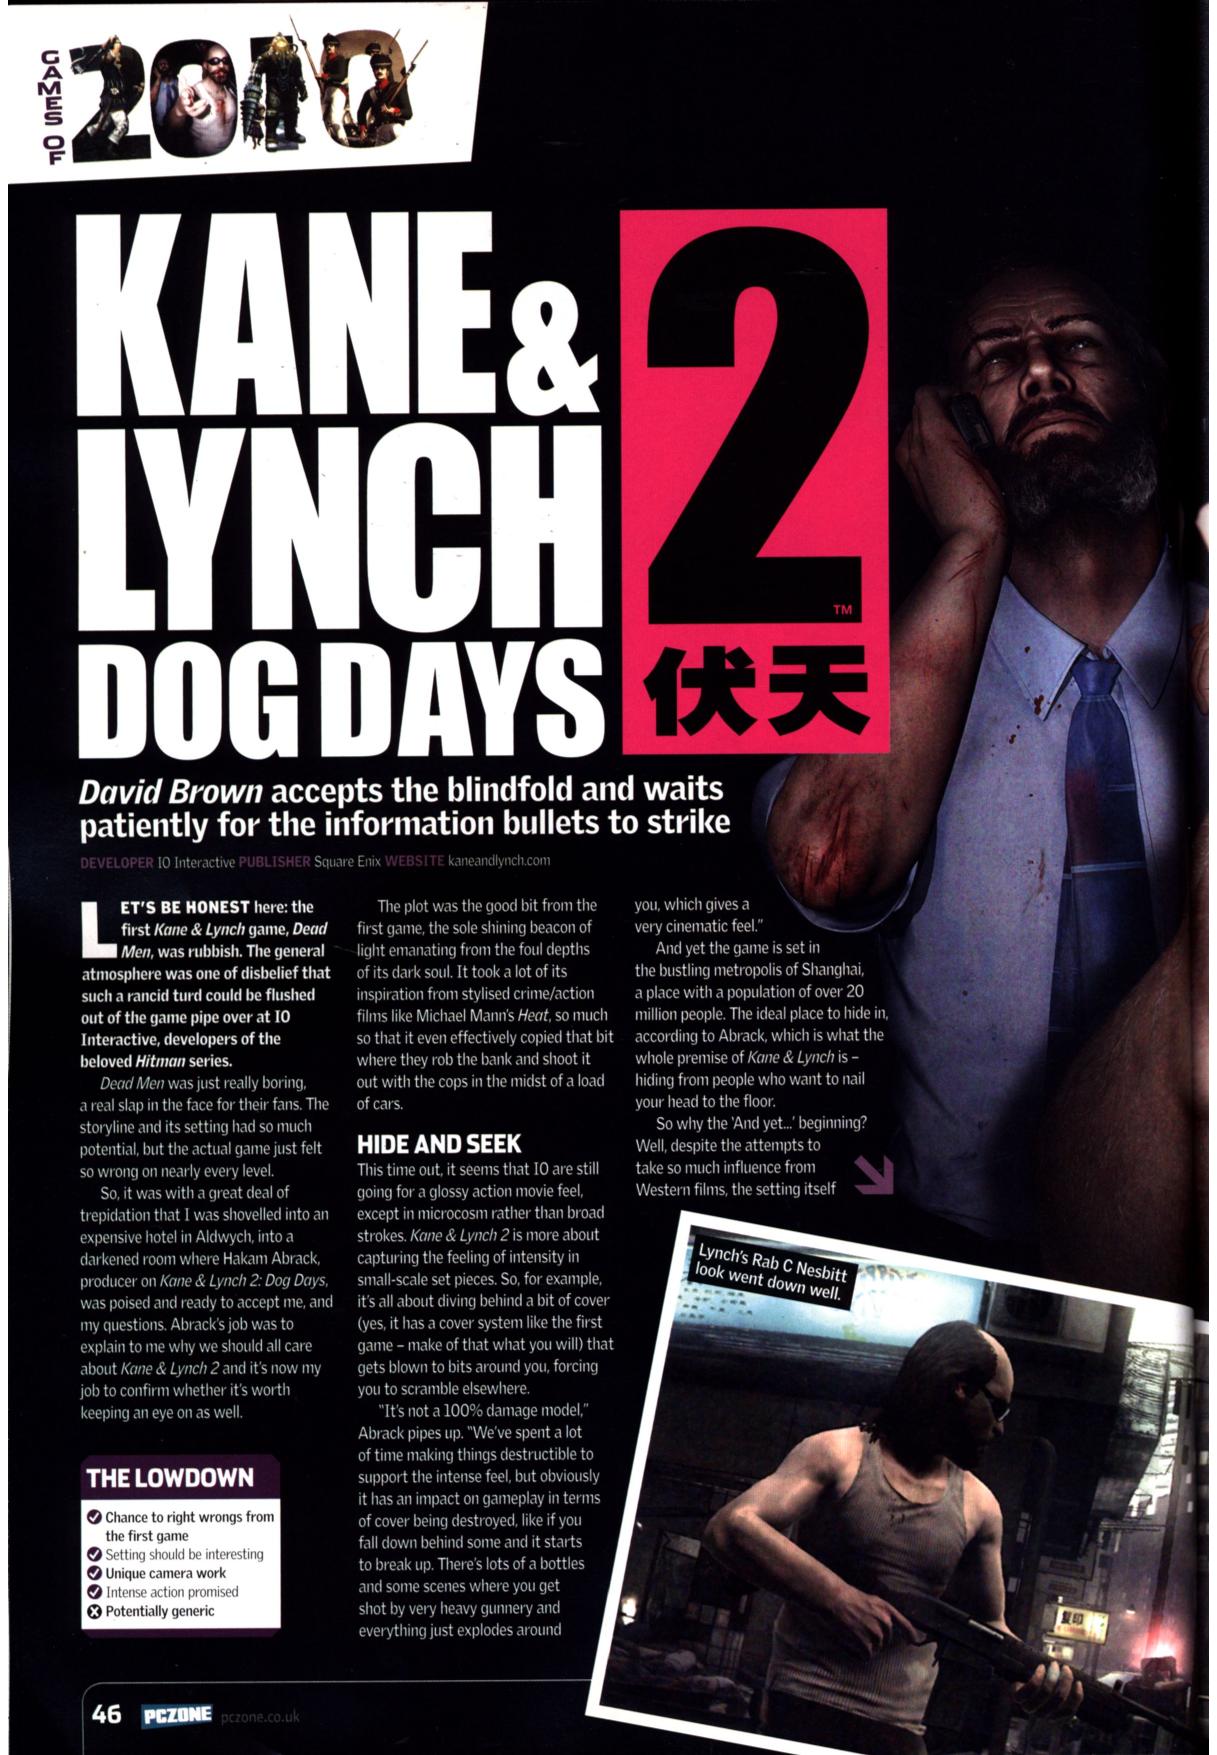 GAMES OF
2010
KANE &
LYNCH
DOG DAYS
2
TM
伏天
David Brown accepts the blindfold and waits
patiently for the information bullets to strike
DEVELOPER IO Interactive PUBLISHER Square Enix WEBSITE kaneandlynch.com
LET'S BE HONEST here: the
first Kane & Lynch game, Dead
Men, was rubbish. The general
atmosphere was one of disbelief that
such a rancid turd could be flushed
out of the game pipe over at IO
Interactive, developers of the
beloved Hitman series.
Dead Men was just really boring,
a real slap in the face for their fans. The
storyline and its setting had so much
potential, but the actual game just felt
so wrong on nearly every level.
So, it was with a great deal of
trepidation that I was shovelled into an
expensive hotel in Aldwych, into a
darkened room where Hakam Abrack,
producer on Kane & Lynch 2: Dog Days,
was poised and ready to accept me, and
my questions. Abrack's job was to
explain to me why we should all care
about Kane & Lynch 2 and it's now my
job to confirm whether it's worth
keeping an eye on as well.
THE LOWDOWN
Chance to right wrongs from
the first game
Setting should be interesting
Unique camera work
Intense action promised
Potentially generic
The plot was the good bit from the
first game, the sole shining beacon of
light emanating from the foul depths
of its dark soul. It took a lot of its
inspiration from stylised crime/action
films like Michael Mann's Heat, so much
so that it even effectively copied that bit
where they rob the bank and shoot it
out with the cops in the midst of a load
of cars.
HIDE AND SEEK
This time out, it seems that IO are still
going for a glossy action movie feel,
except in microcosm rather than broad
strokes. Kane & Lynch 2 is more about
capturing the feeling of intensity in
small-scale set pieces. So, for example,
it's all about diving behind a bit of cover
(yes, it has a cover system like the first
game – make of that what you will) that
gets blown to bits around you, forcing
you to scramble elsewhere.
"It's not a 100% damage model,"
Abrack pipes up. "We've spent a lot
of time making things destructible to
support the intense feel, but obviously
it has an impact on gameplay in terms
of cover being destroyed, like if you
fall down behind some and it starts
to break up. There's lots of a bottles
and some scenes where you get
shot by very heavy gunnery and
everything just explodes around
you, which gives a
very cinematic feel."
And yet the game is set in
the bustling metropolis of Shanghai,
a place with a population of over 20
million people. The ideal place to hide in,
according to Abrack, which is what the
whole premise of Kane & Lynch is –
hiding from people who want to nail
your head to the floor.
So why the 'And yet...' beginning?
Well, despite the attempts to
take so much influence from
Western films, the setting itself
Lynch's Rab C Nesbitt
look went down well.
复印
46 PCZONE pczone.co.uk